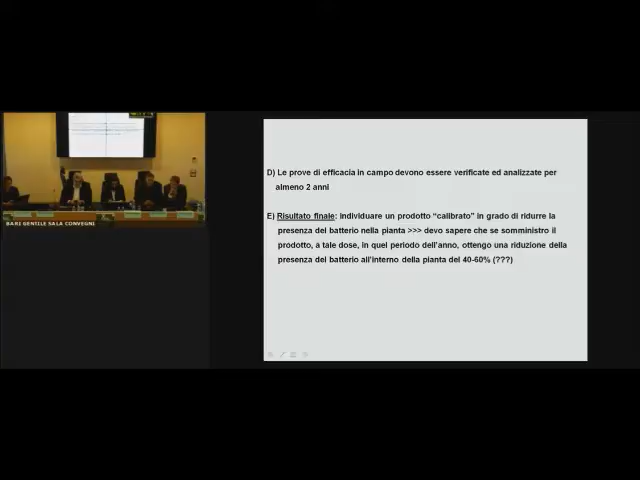 D) Le prove di efficacia in campo devono essere verificate ed analizzate per
almeno 2 anni
E) Risultato finale: individuare un prodotto “calibrato” in grado di ridurre la
presenza del batterio nella pianta >>> devo sapere che se somministro il
prodotto, a tale dose, in quel periodo dell’anno, ottengo una riduzione della
presenza del batterio all’interno della pianta del 40-60% (???)
BARI GENTILE SALA CONVEGNI